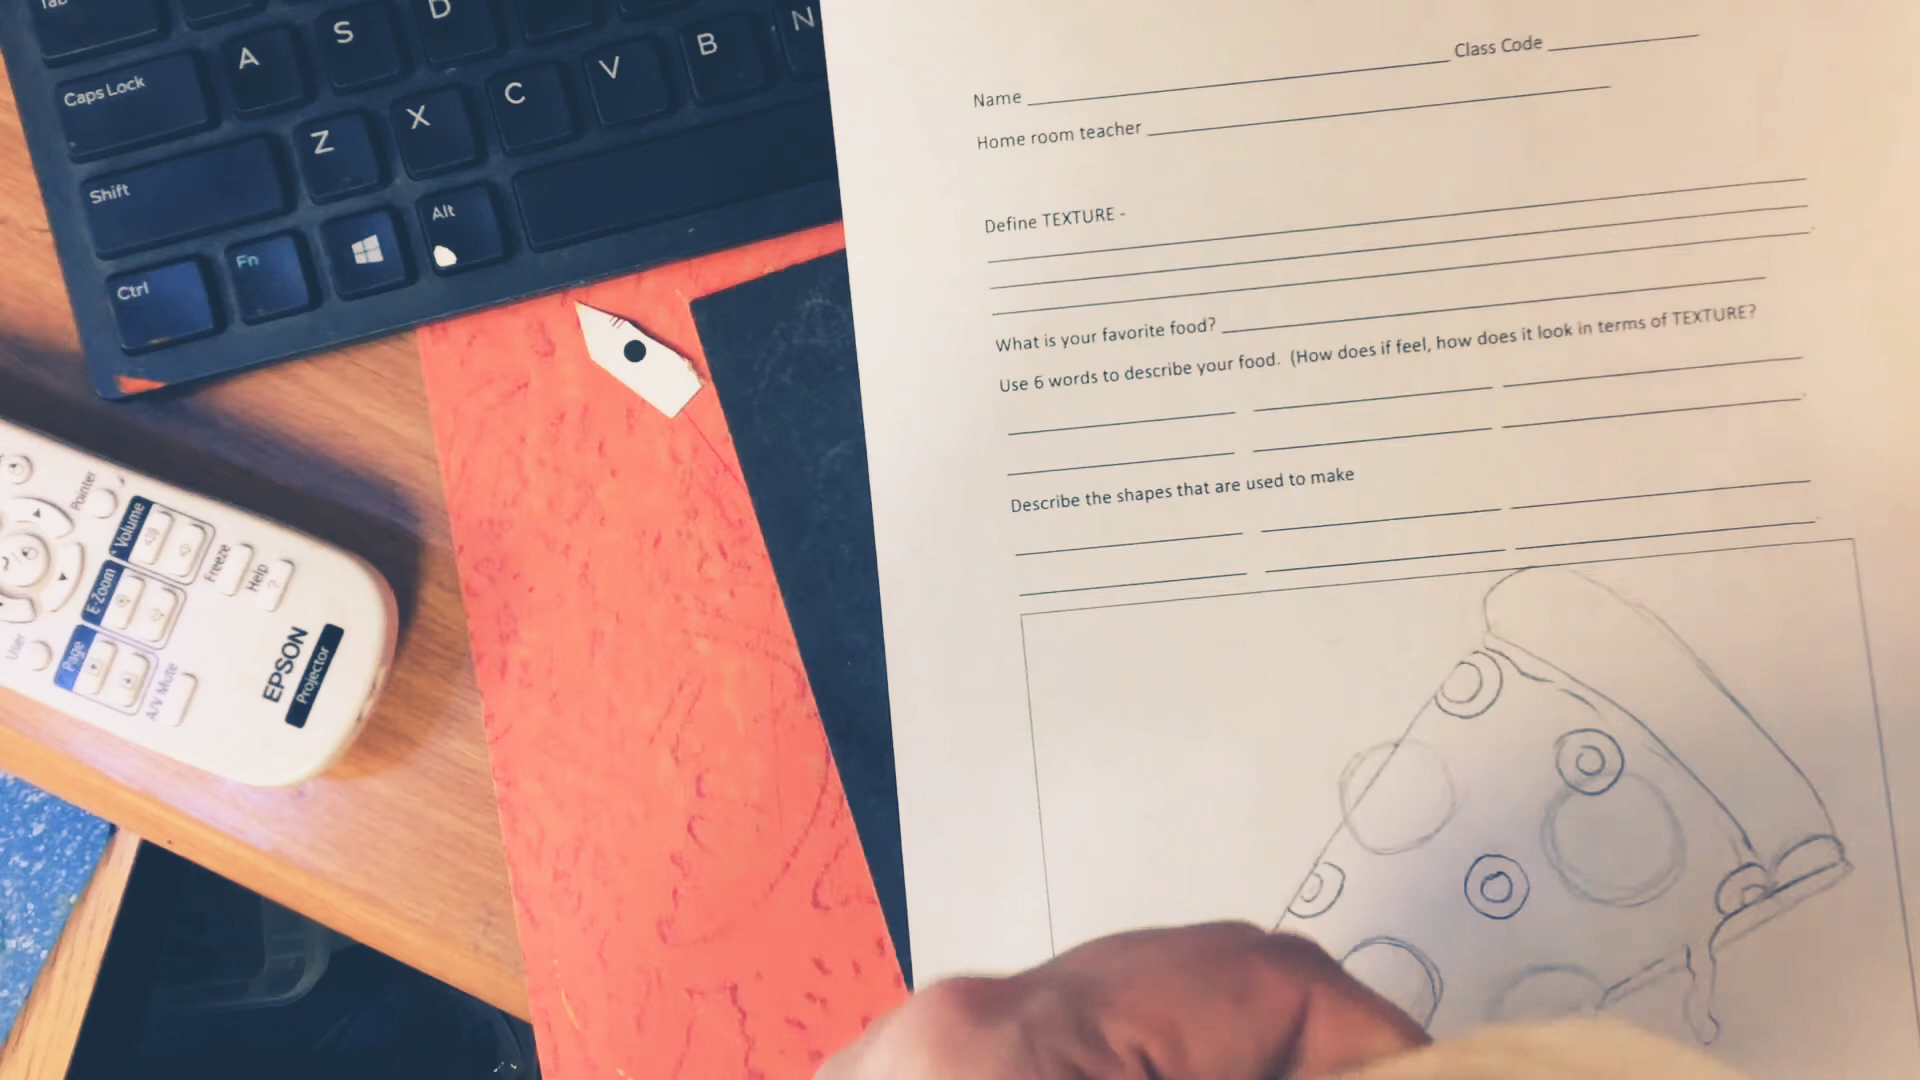 Tab
Caps Lock A S D
Shift Z X C V B N
Ctrl Fn Alt
Pointer
Volume
Freeze
E-Zoom
Help
?
User
Page
A/V Mute
EPSON
Projector
Name Class Code
Home room teacher
Define TEXTURE -
What is your favorite food?
Use 6 words to describe your food. (How does if feel, how does it look in terms of TEXTURE?
Describe the shapes that are used to make